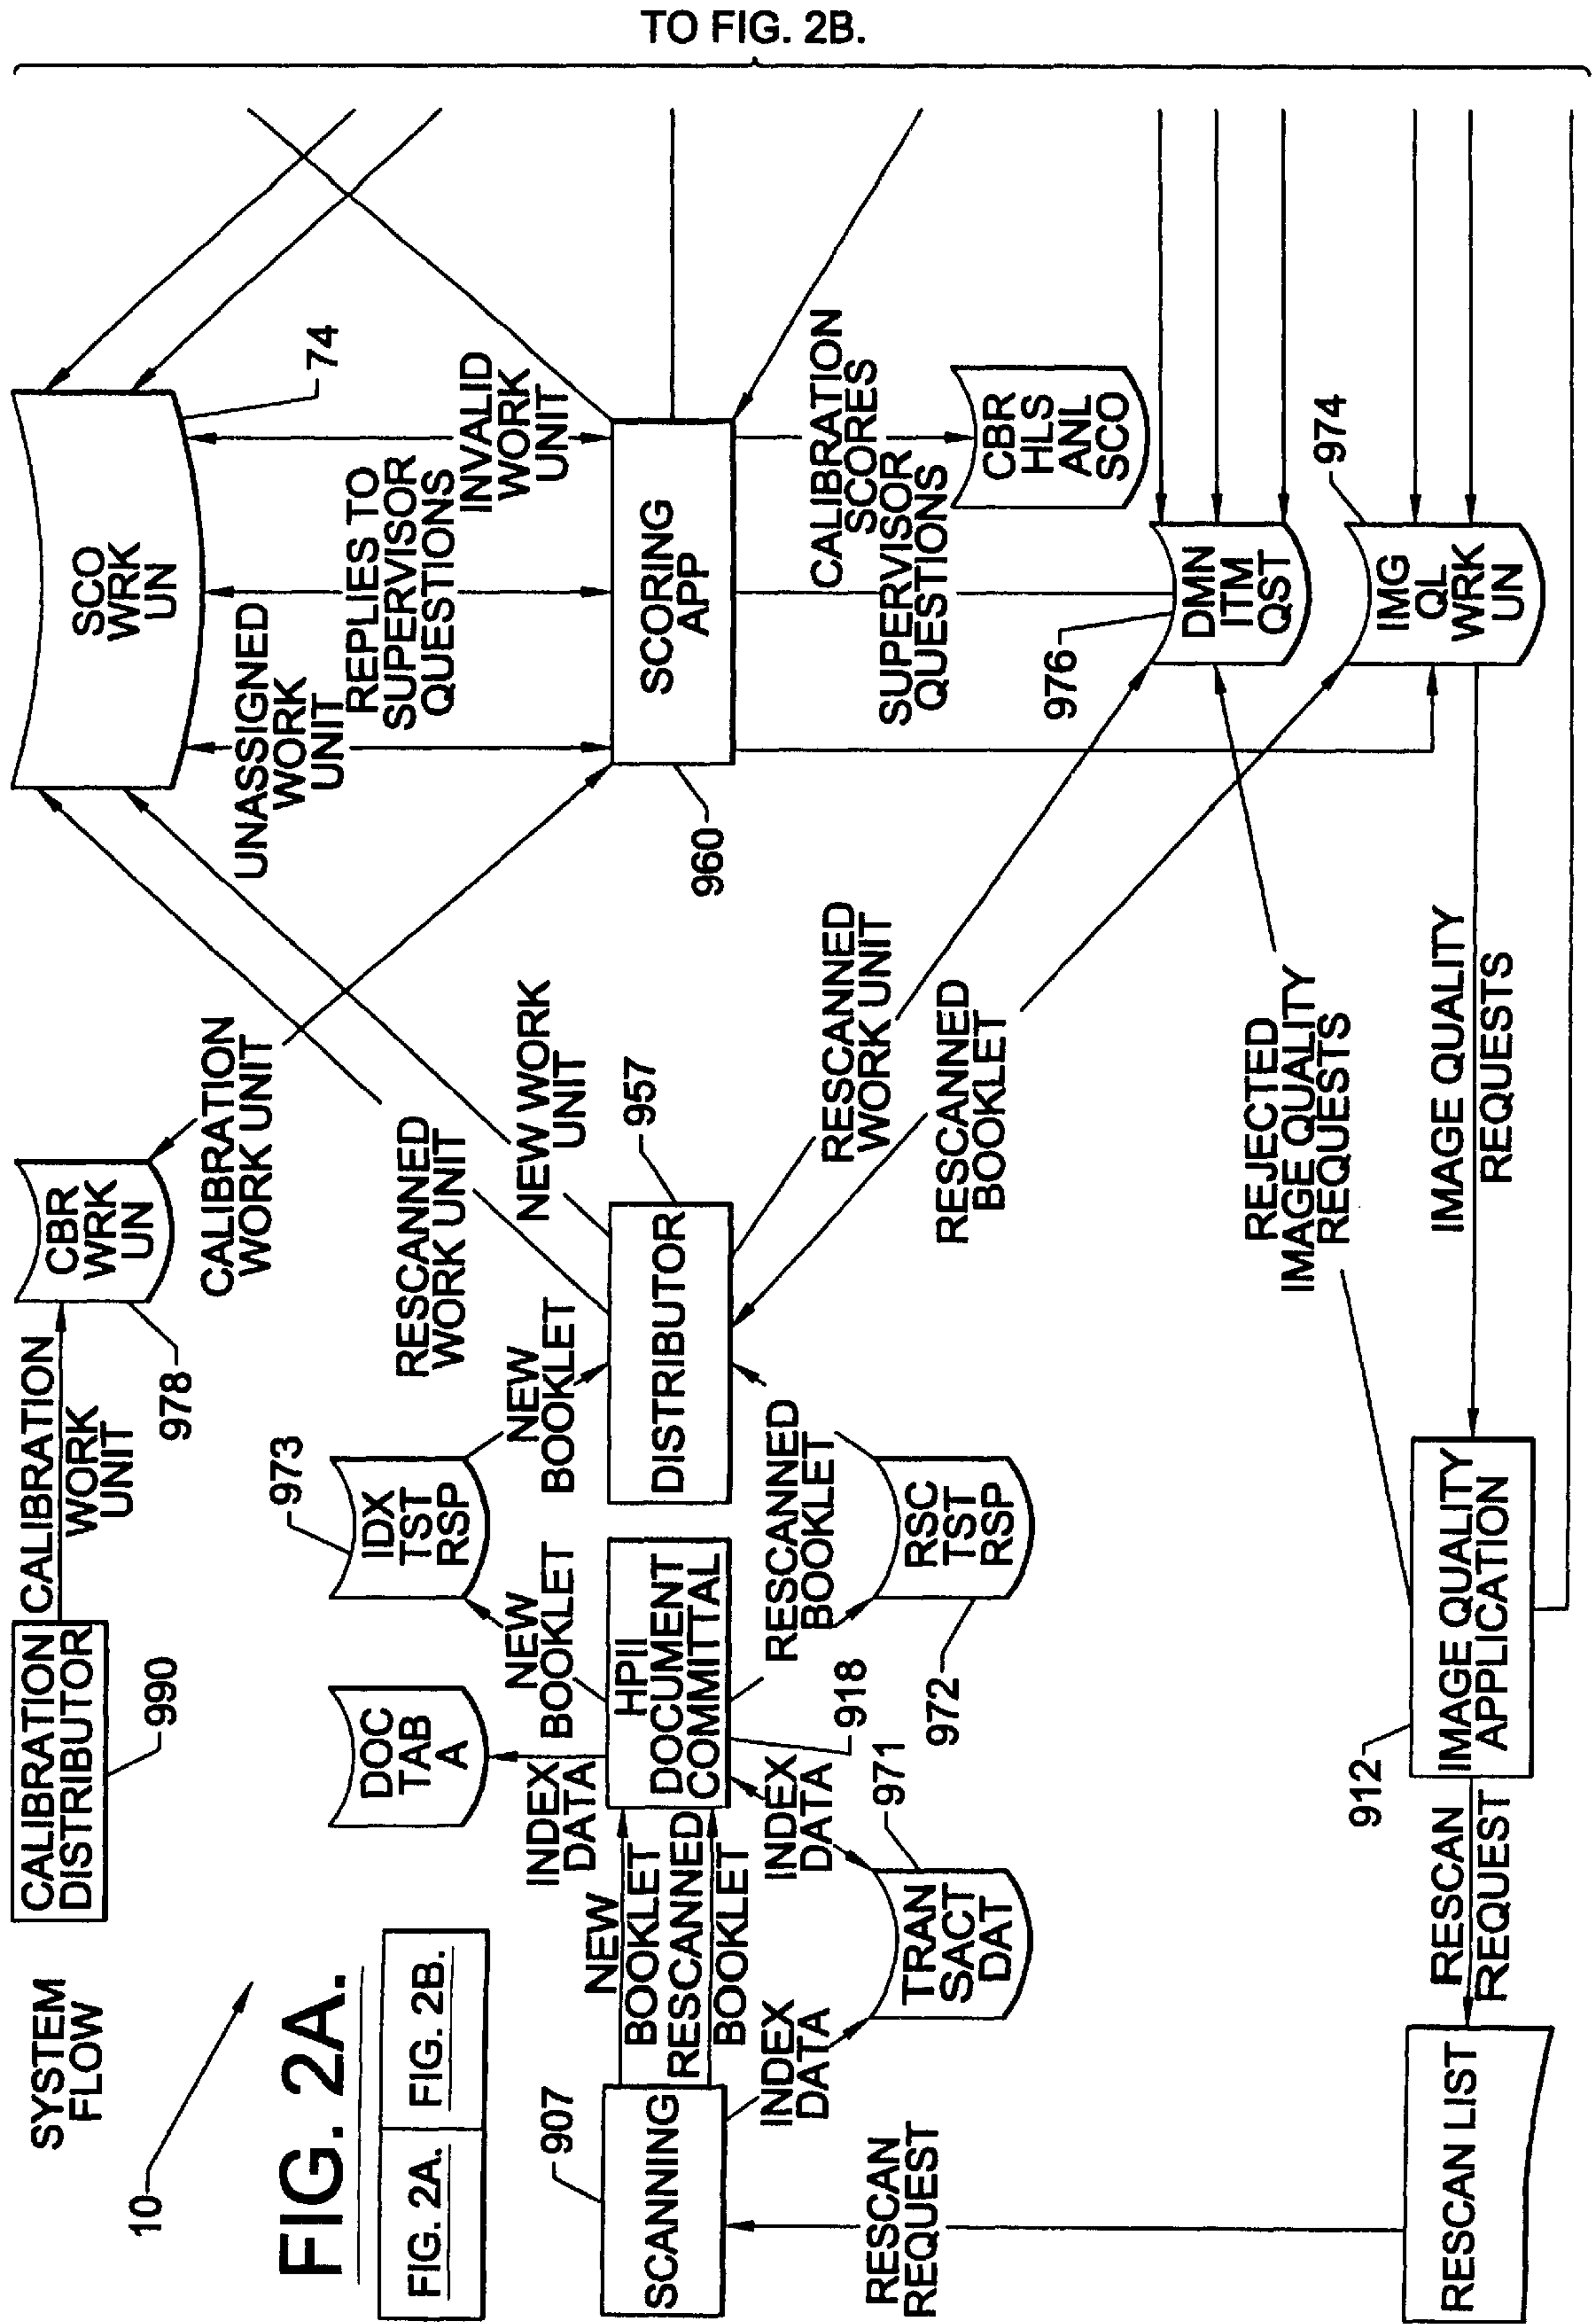 TO FIG. 2B.
SYSTEM
FLOW
10
FIG. 2A.
FIG. 2A.
FIG. 2B.
CALIBRATION
DISTRIBUTOR
990
CALIBRATION
WORK
UNIT
CBR
WRK
UN
978
CALIBRATION
WORK UNIT
SCO
WRK
UN
74
UNASSIGNED
WORK
UNIT
REPLIES TO
SUPERVISOR
QUESTIONS
INVALID
WORK
UNIT
DOC
TAB
A
INDEX
DATA
IDX
TST
RSP
973
NEW
BOOKLET
NEW
BOOKLET
RESCANNED
WORK UNIT
NEW WORK
UNIT
SCANNING
907
NEW
BOOKLET
RESCANNED
BOOKLET
HPII
DOCUMENT
COMMITTAL
918
DISTRIBUTOR
957
SCORING
APP
960
INDEX
DATA
INDEX
DATA
TRAN
SACT
DAT
971
RESCANNED
BOOKLET
RSC
TST
RSP
972
RESCANNED
WORK UNIT
RESCANNED
BOOKLET
CALIBRATION
SCORES
SUPERVISOR
QUESTIONS
CBR
HLS
ANL
SCO
DMN
ITM
QST
976
IMG
QL
WRK
UN
974
REJECTED
IMAGE QUALITY
REQUESTS
IMAGE QUALITY
REQUESTS
IMAGE QUALITY
APPLICATION
912
RESCAN
REQUEST
RESCAN LIST
RESCAN
REQUEST